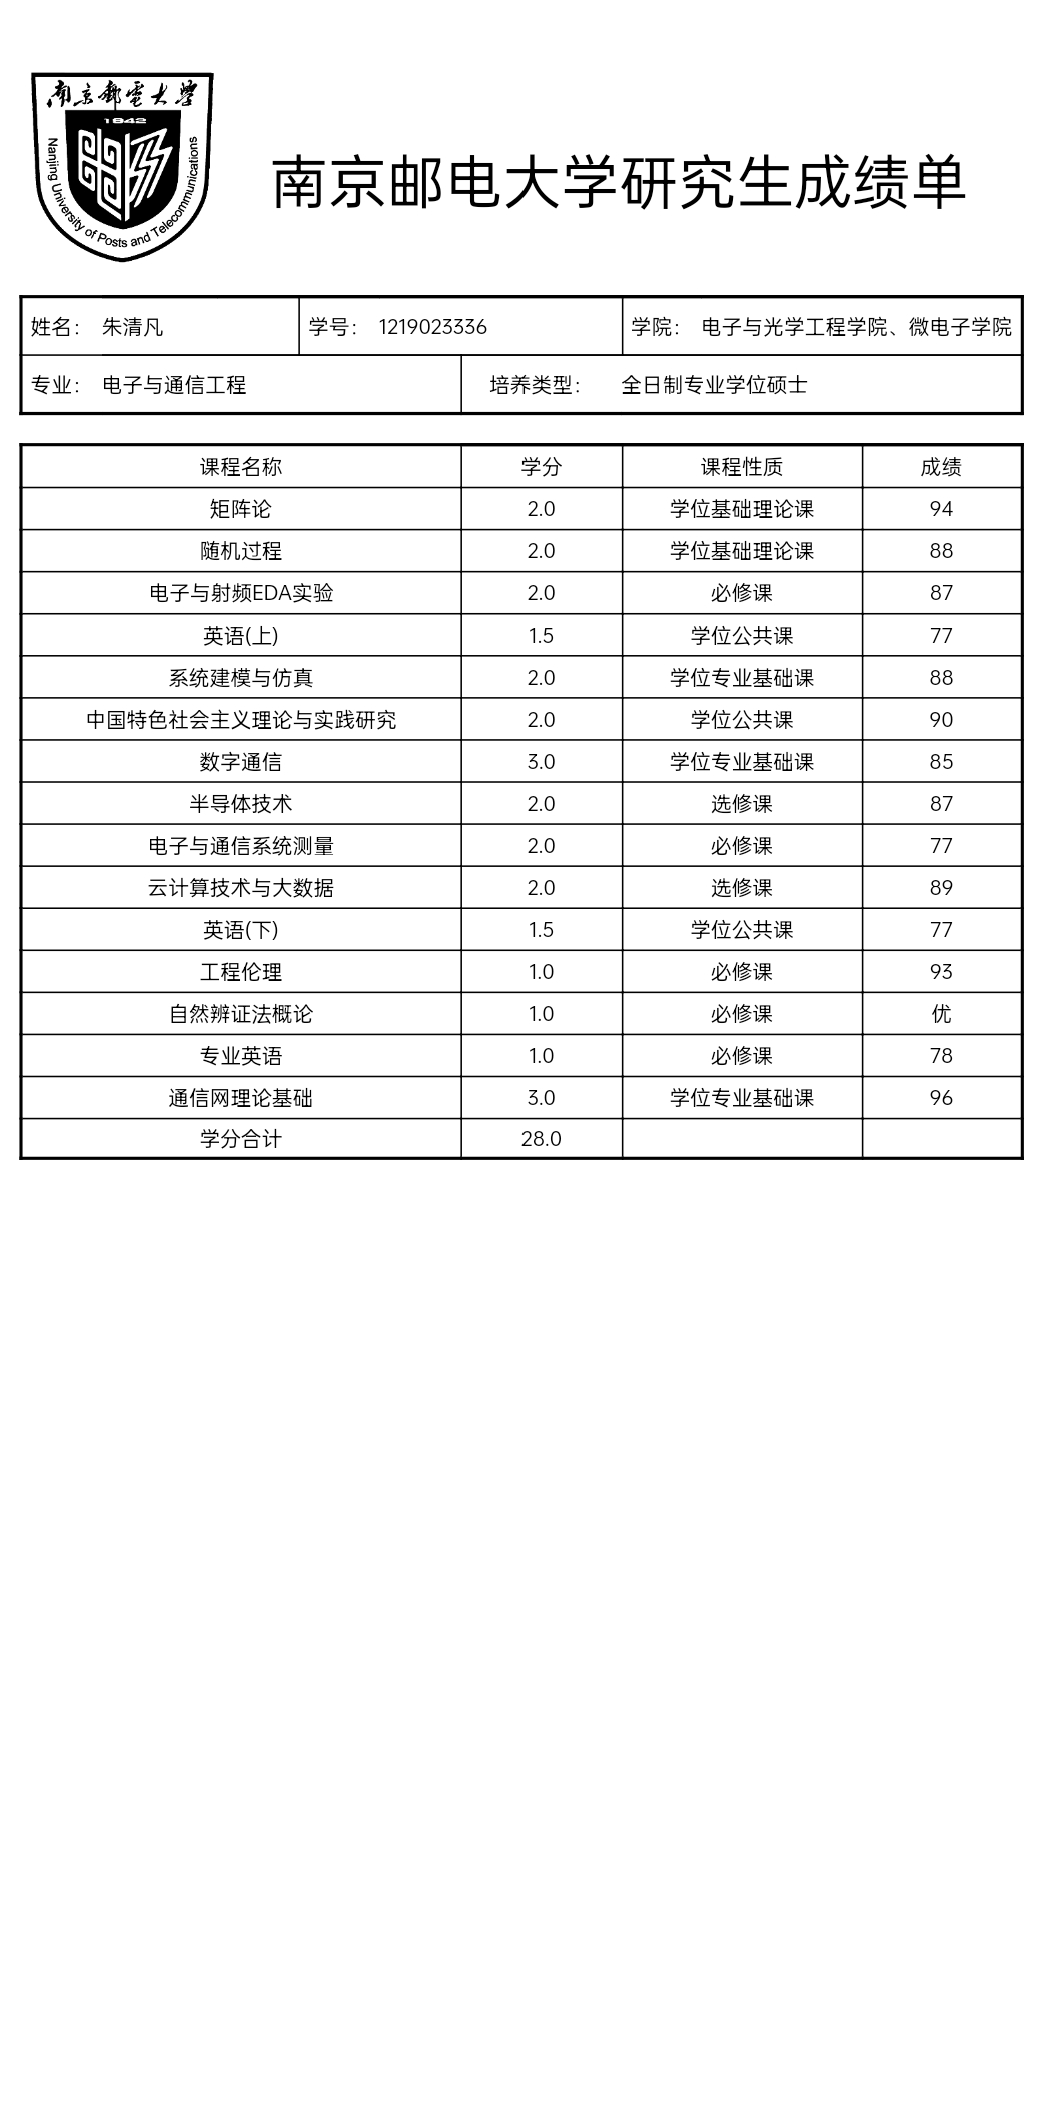 南京邮电大学
1942
Nanjing University of Posts and Telecommunications
南京邮电大学研究生成绩单
姓名： 朱清凡 学号： 1219023336 学院： 电子与光学工程学院、微电子学院
专业： 电子与通信工程 培养类型： 全日制专业学位硕士
课程名称 学分 课程性质 成绩
矩阵论 2.0 学位基础理论课 94
随机过程 2.0 学位基础理论课 88
电子与射频EDA实验 2.0 必修课 87
英语(上) 1.5 学位公共课 77
系统建模与仿真 2.0 学位专业基础课 88
中国特色社会主义理论与实践研究 2.0 学位公共课 90
数字通信 3.0 学位专业基础课 85
半导体技术 2.0 选修课 87
电子与通信系统测量 2.0 必修课 77
云计算技术与大数据 2.0 选修课 89
英语(下) 1.5 学位公共课 77
工程伦理 1.0 必修课 93
自然辨证法概论 1.0 必修课 优
专业英语 1.0 必修课 78
通信网理论基础 3.0 学位专业基础课 96
学分合计 28.0